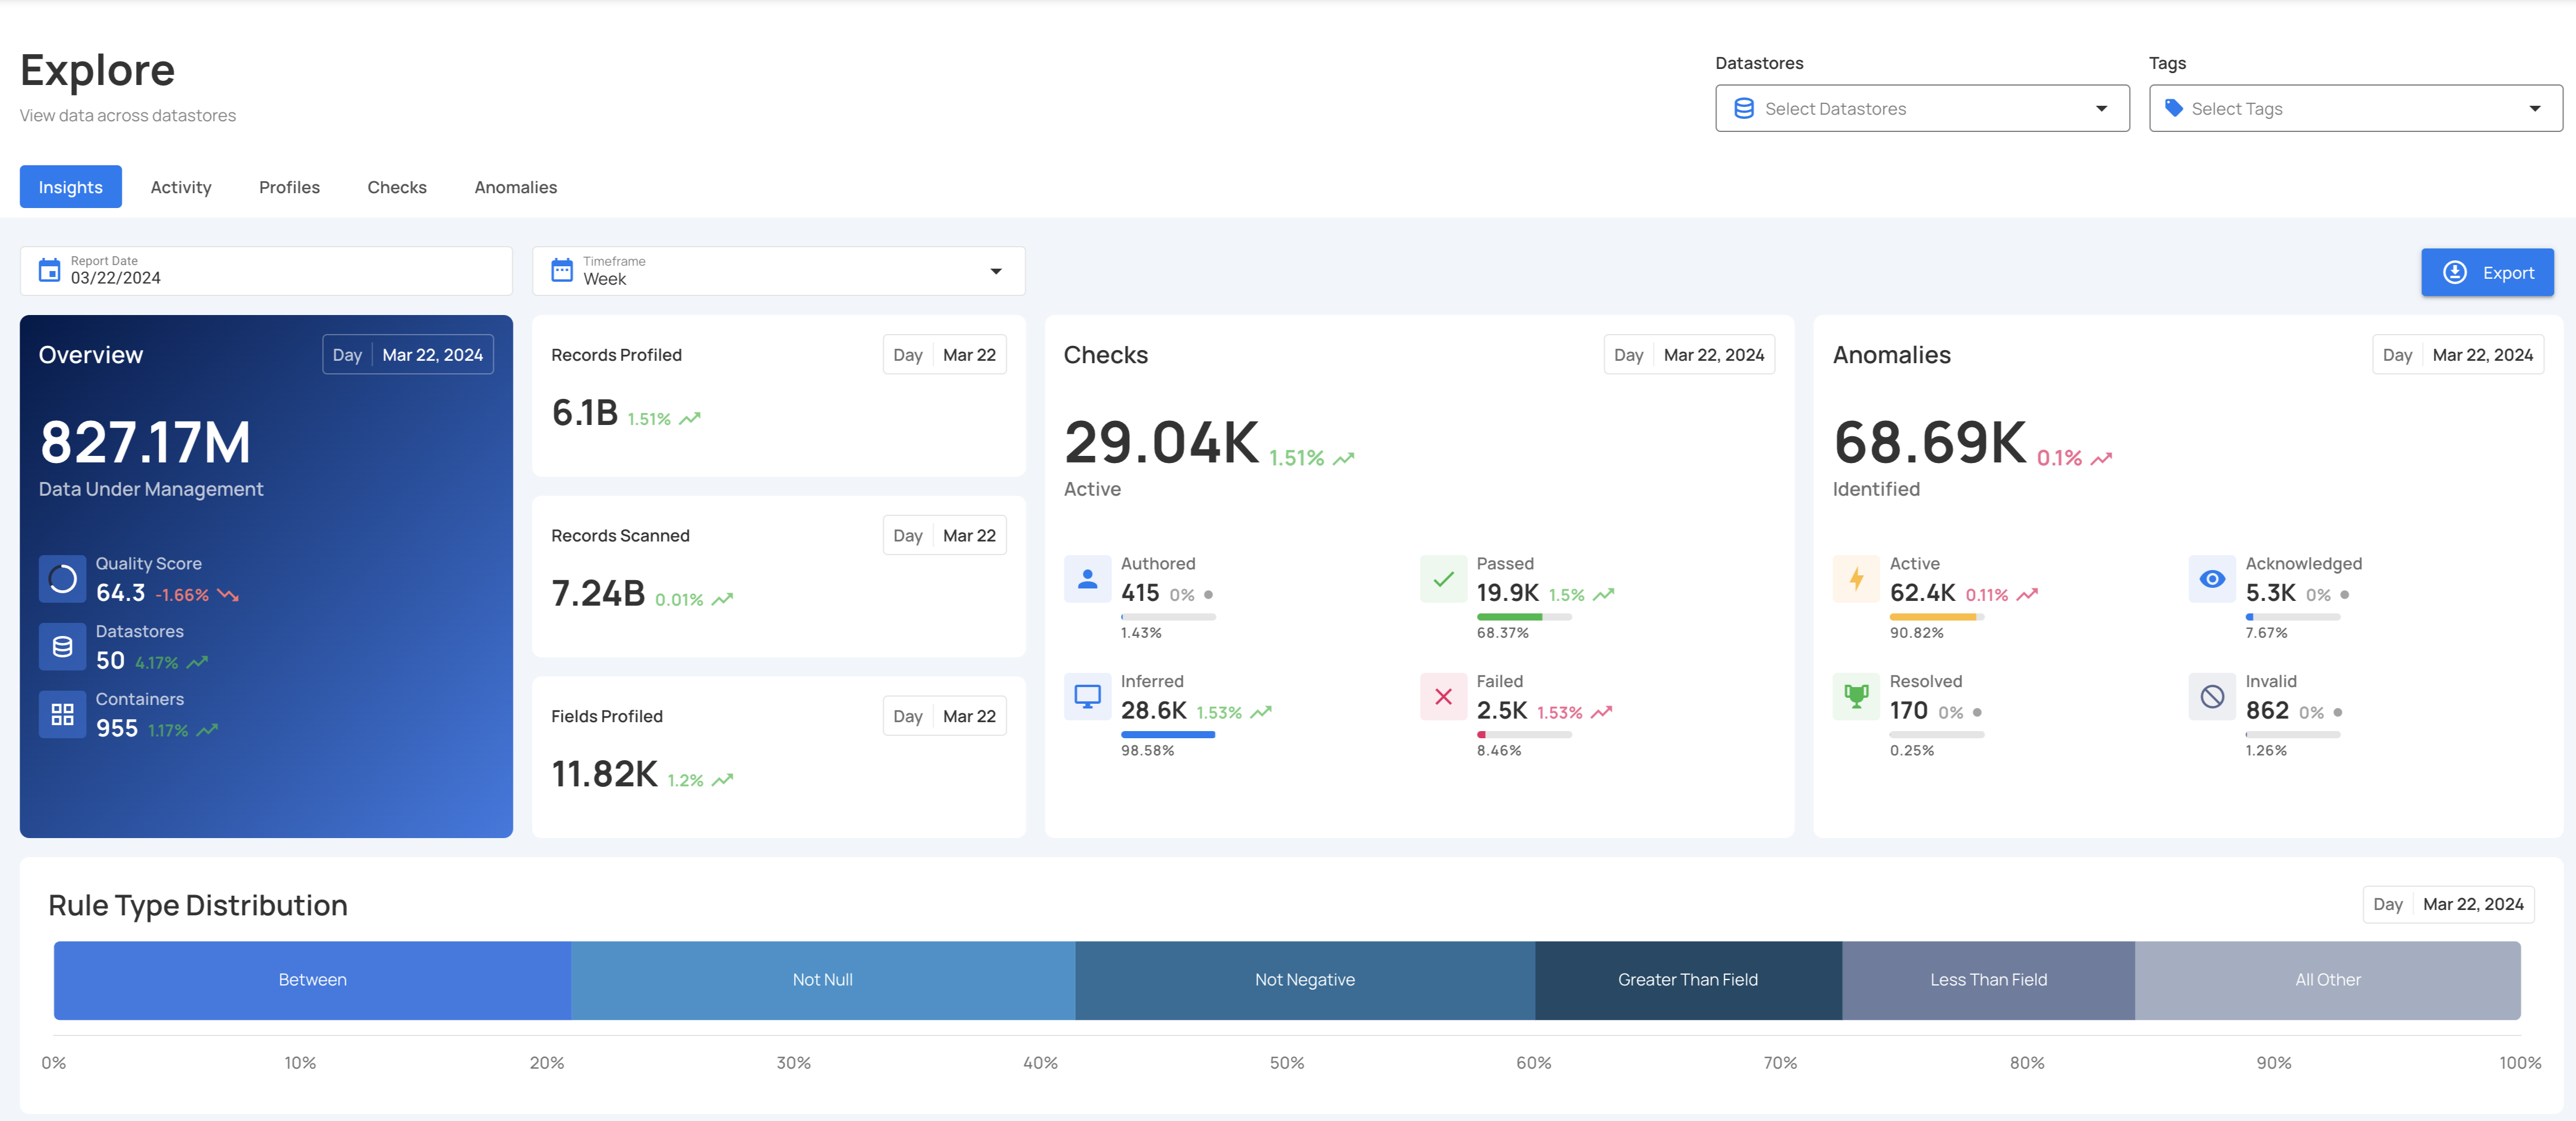 Explore
View data across datastores
Datastores
Select Datastores
Tags
Select Tags
Insights
Activity
Profiles
Checks
Anomalies
Report Date
03/22/2024
Timeframe
Week
Export
Overview
Day Mar 22, 2024
827.17M
Data Under Management
Quality Score
64.3 -1.66%
Datastores
50 4.17%
Containers
955 1.17%
Records Profiled
Day Mar 22
6.1B 1.51%
Records Scanned
Day Mar 22
7.24B 0.01%
Fields Profiled
Day Mar 22
11.82K 1.2%
Checks
Day Mar 22, 2024
29.04K 1.51%
Active
Authored
415 0%
1.43%
Passed
19.9K 1.5%
68.37%
Inferred
28.6K 1.53%
98.58%
Failed
2.5K 1.53%
8.46%
Anomalies
Day Mar 22, 2024
68.69K 0.1%
Identified
Active
62.4K 0.11%
90.82%
Acknowledged
5.3K 0%
7.67%
Resolved
170 0%
0.25%
Invalid
862 0%
1.26%
Rule Type Distribution
Day Mar 22, 2024
Between
Not Null
Not Negative
Greater Than Field
Less Than Field
All Other
0% 10% 20% 30% 40% 50% 60% 70% 80% 90% 100%